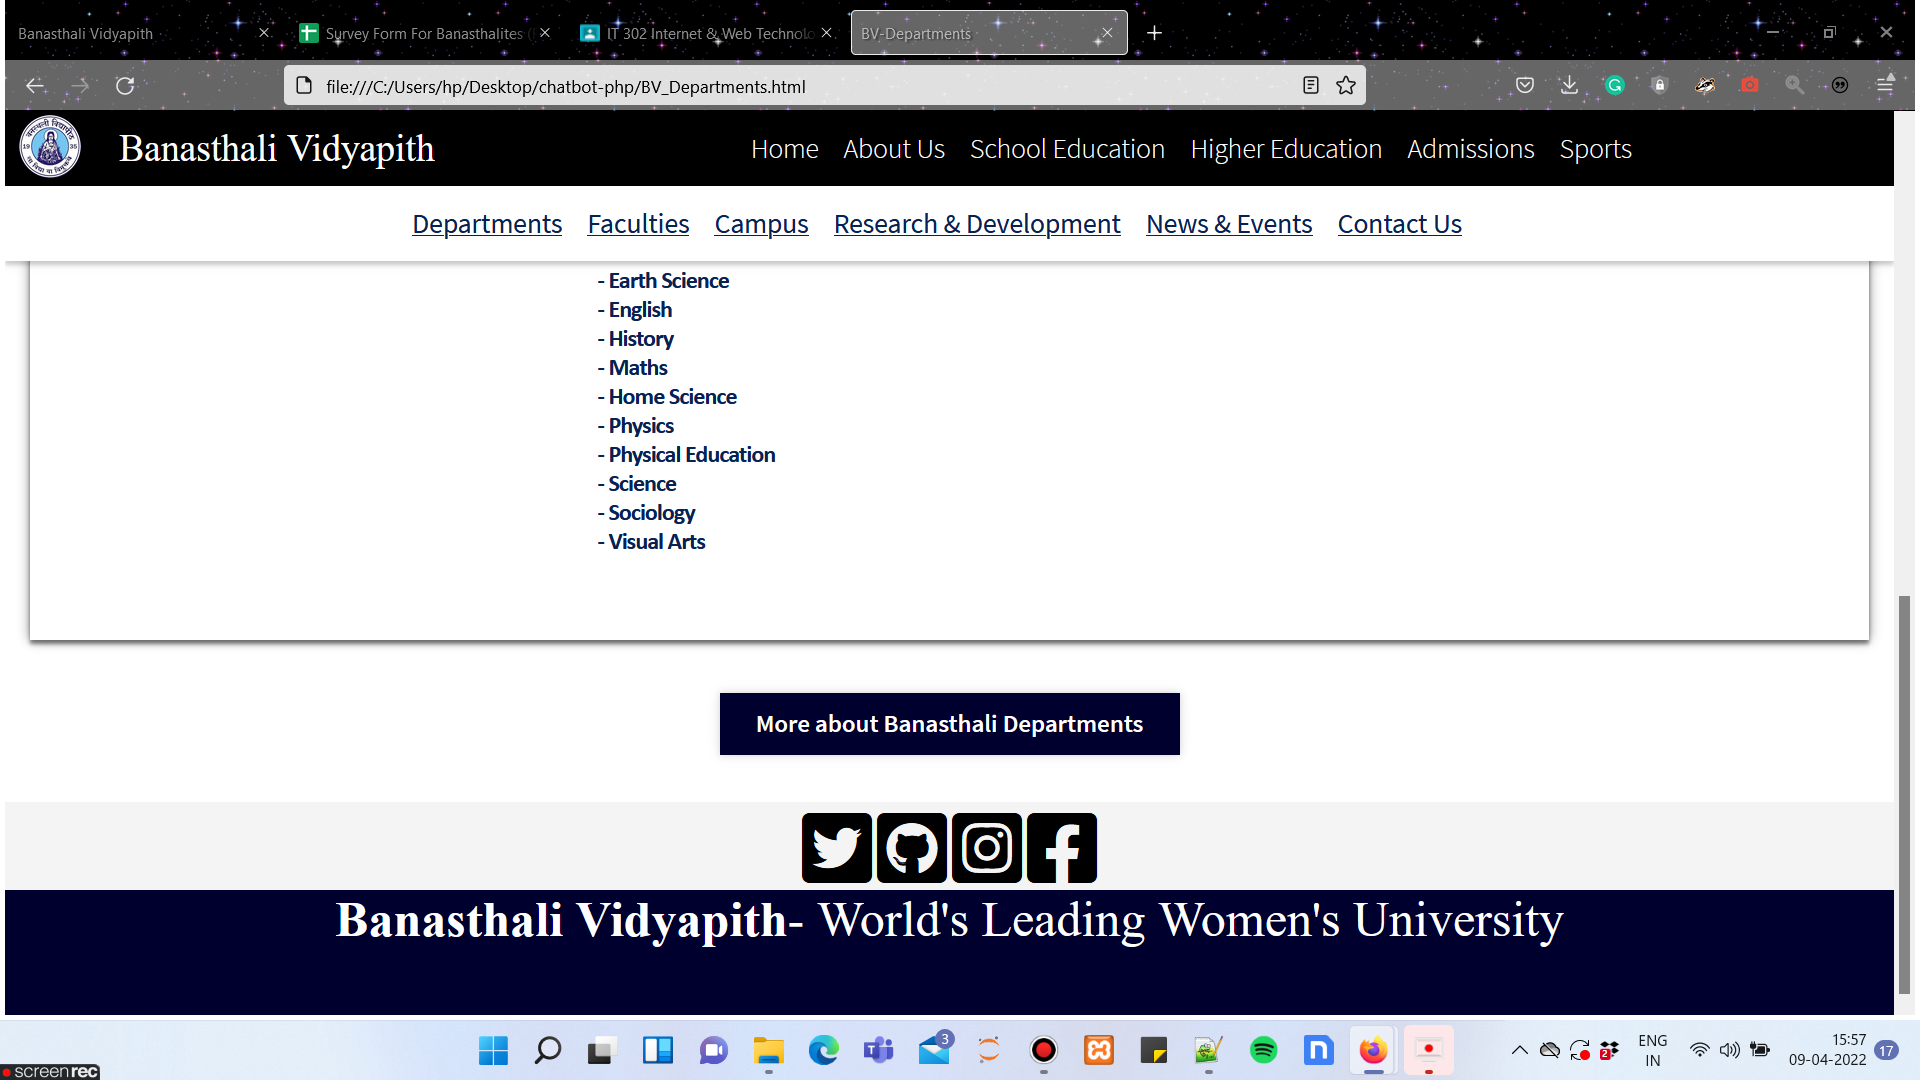 Banasthali Vidyapith
Survey Form For Banasthalites (
IT 302 Internet & Web Technolo
BV-Departments
file:///C:/Users/hp/Desktop/chatbot-php/BV_Departments.html
Banasthali Vidyapith
Home About Us School Education Higher Education Admissions Sports
Departments Faculties Campus Research & Development News & Events Contact Us
- Earth Science
- English
- History
- Maths
- Home Science
- Physics
- Physical Education
- Science
- Sociology
- Visual Arts
More about Banasthali Departments
Banasthali Vidyapith- World's Leading Women's University
3
2
ENG
IN
15:57
09-04-2022
17
screenrec